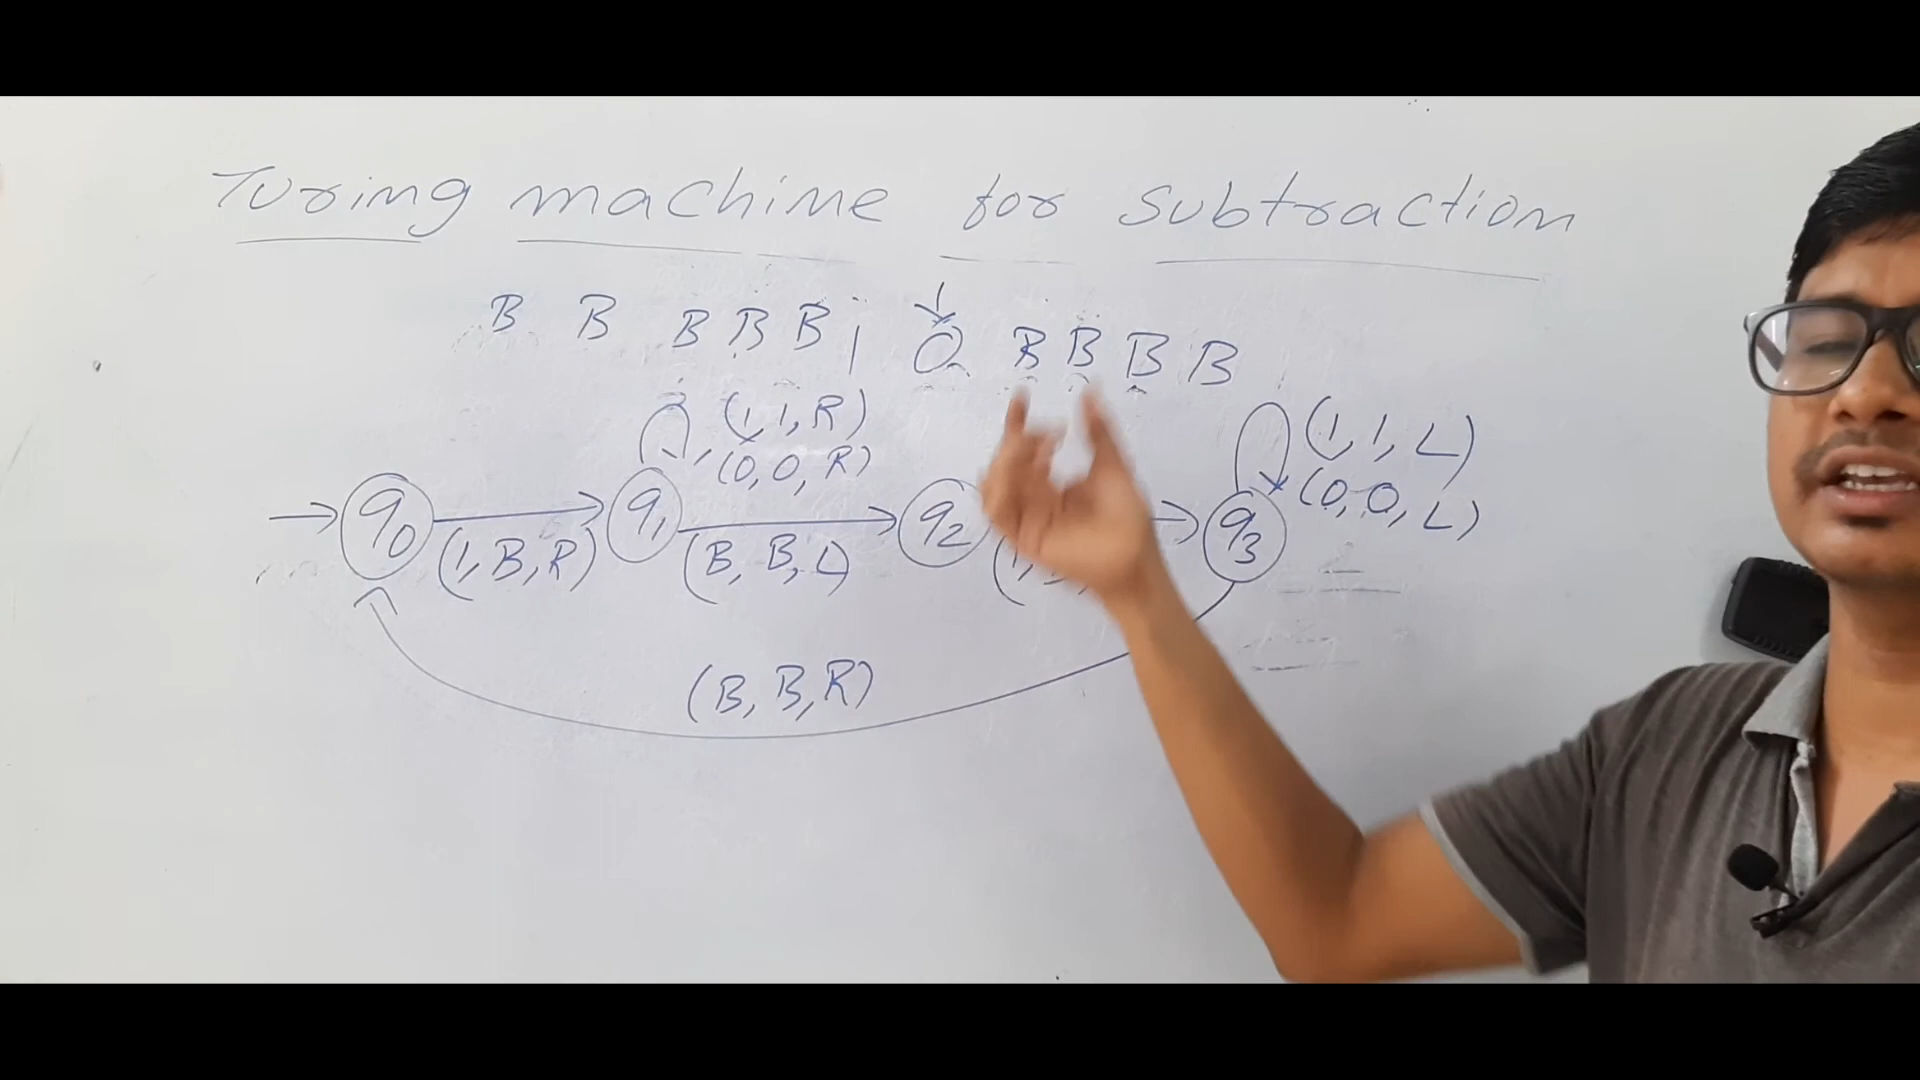 Turing machine for Subtraction
B B B B B 1 0 B B B B
(1, 1, R) (1, 1, L)
(0, 0, R) (0, 0, L)
q0 q1 q2 q3
(1, B, R) (B, B, L) (1,
(B, B, R)